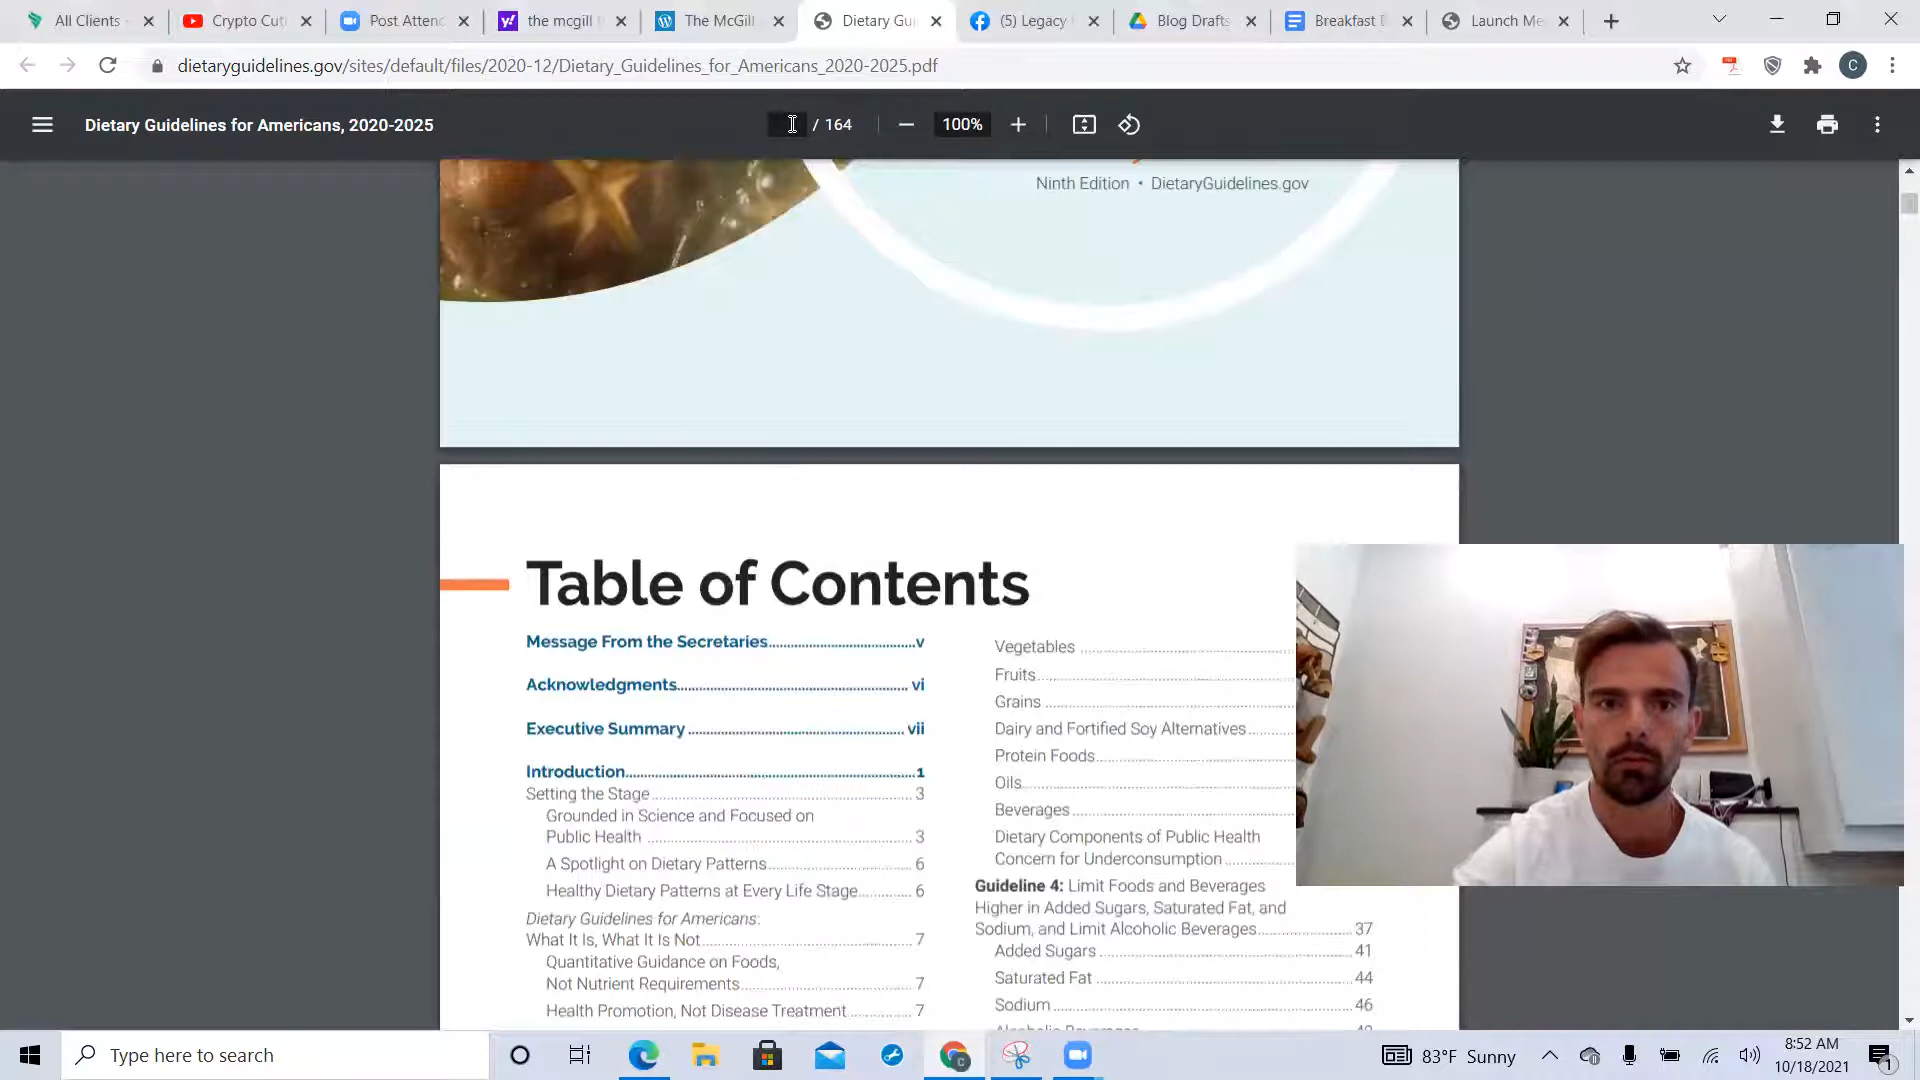 All Clients -
Crypto Cut
Post Attend
the mcgill
The McGill
Dietary Gui
(5) Legacy
Blog Drafts
Breakfast
Launch Me
dietaryguidelines.gov/sites/default/files/2020-12/Dietary_Guidelines_for_Americans_2020-2025.pdf
PDF
C
Dietary Guidelines for Americans, 2020-2025
/ 164
100%
Ninth Edition • DietaryGuidelines.gov
Table of Contents
Message From the Secretaries v
Acknowledgments vi
Executive Summary vii
Introduction 1
Setting the Stage 3
Grounded in Science and Focused on
Public Health 3
A Spotlight on Dietary Patterns 6
Healthy Dietary Patterns at Every Life Stage 6
Dietary Guidelines for Americans:
What It Is, What It Is Not 7
Quantitative Guidance on Foods,
Not Nutrient Requirements 7
Health Promotion, Not Disease Treatment 7
Vegetables
Fruits
Grains
Dairy and Fortified Soy Alternatives
Protein Foods
Oils
Beverages
Dietary Components of Public Health
Concern for Underconsumption
Guideline 4: Limit Foods and Beverages
Higher in Added Sugars, Saturated Fat, and
Sodium, and Limit Alcoholic Beverages 37
Added Sugars 41
Saturated Fat 44
Sodium 46
Alcoholic Beverages 49
Type here to search
83°F Sunny
8:52 AM
10/18/2021
1